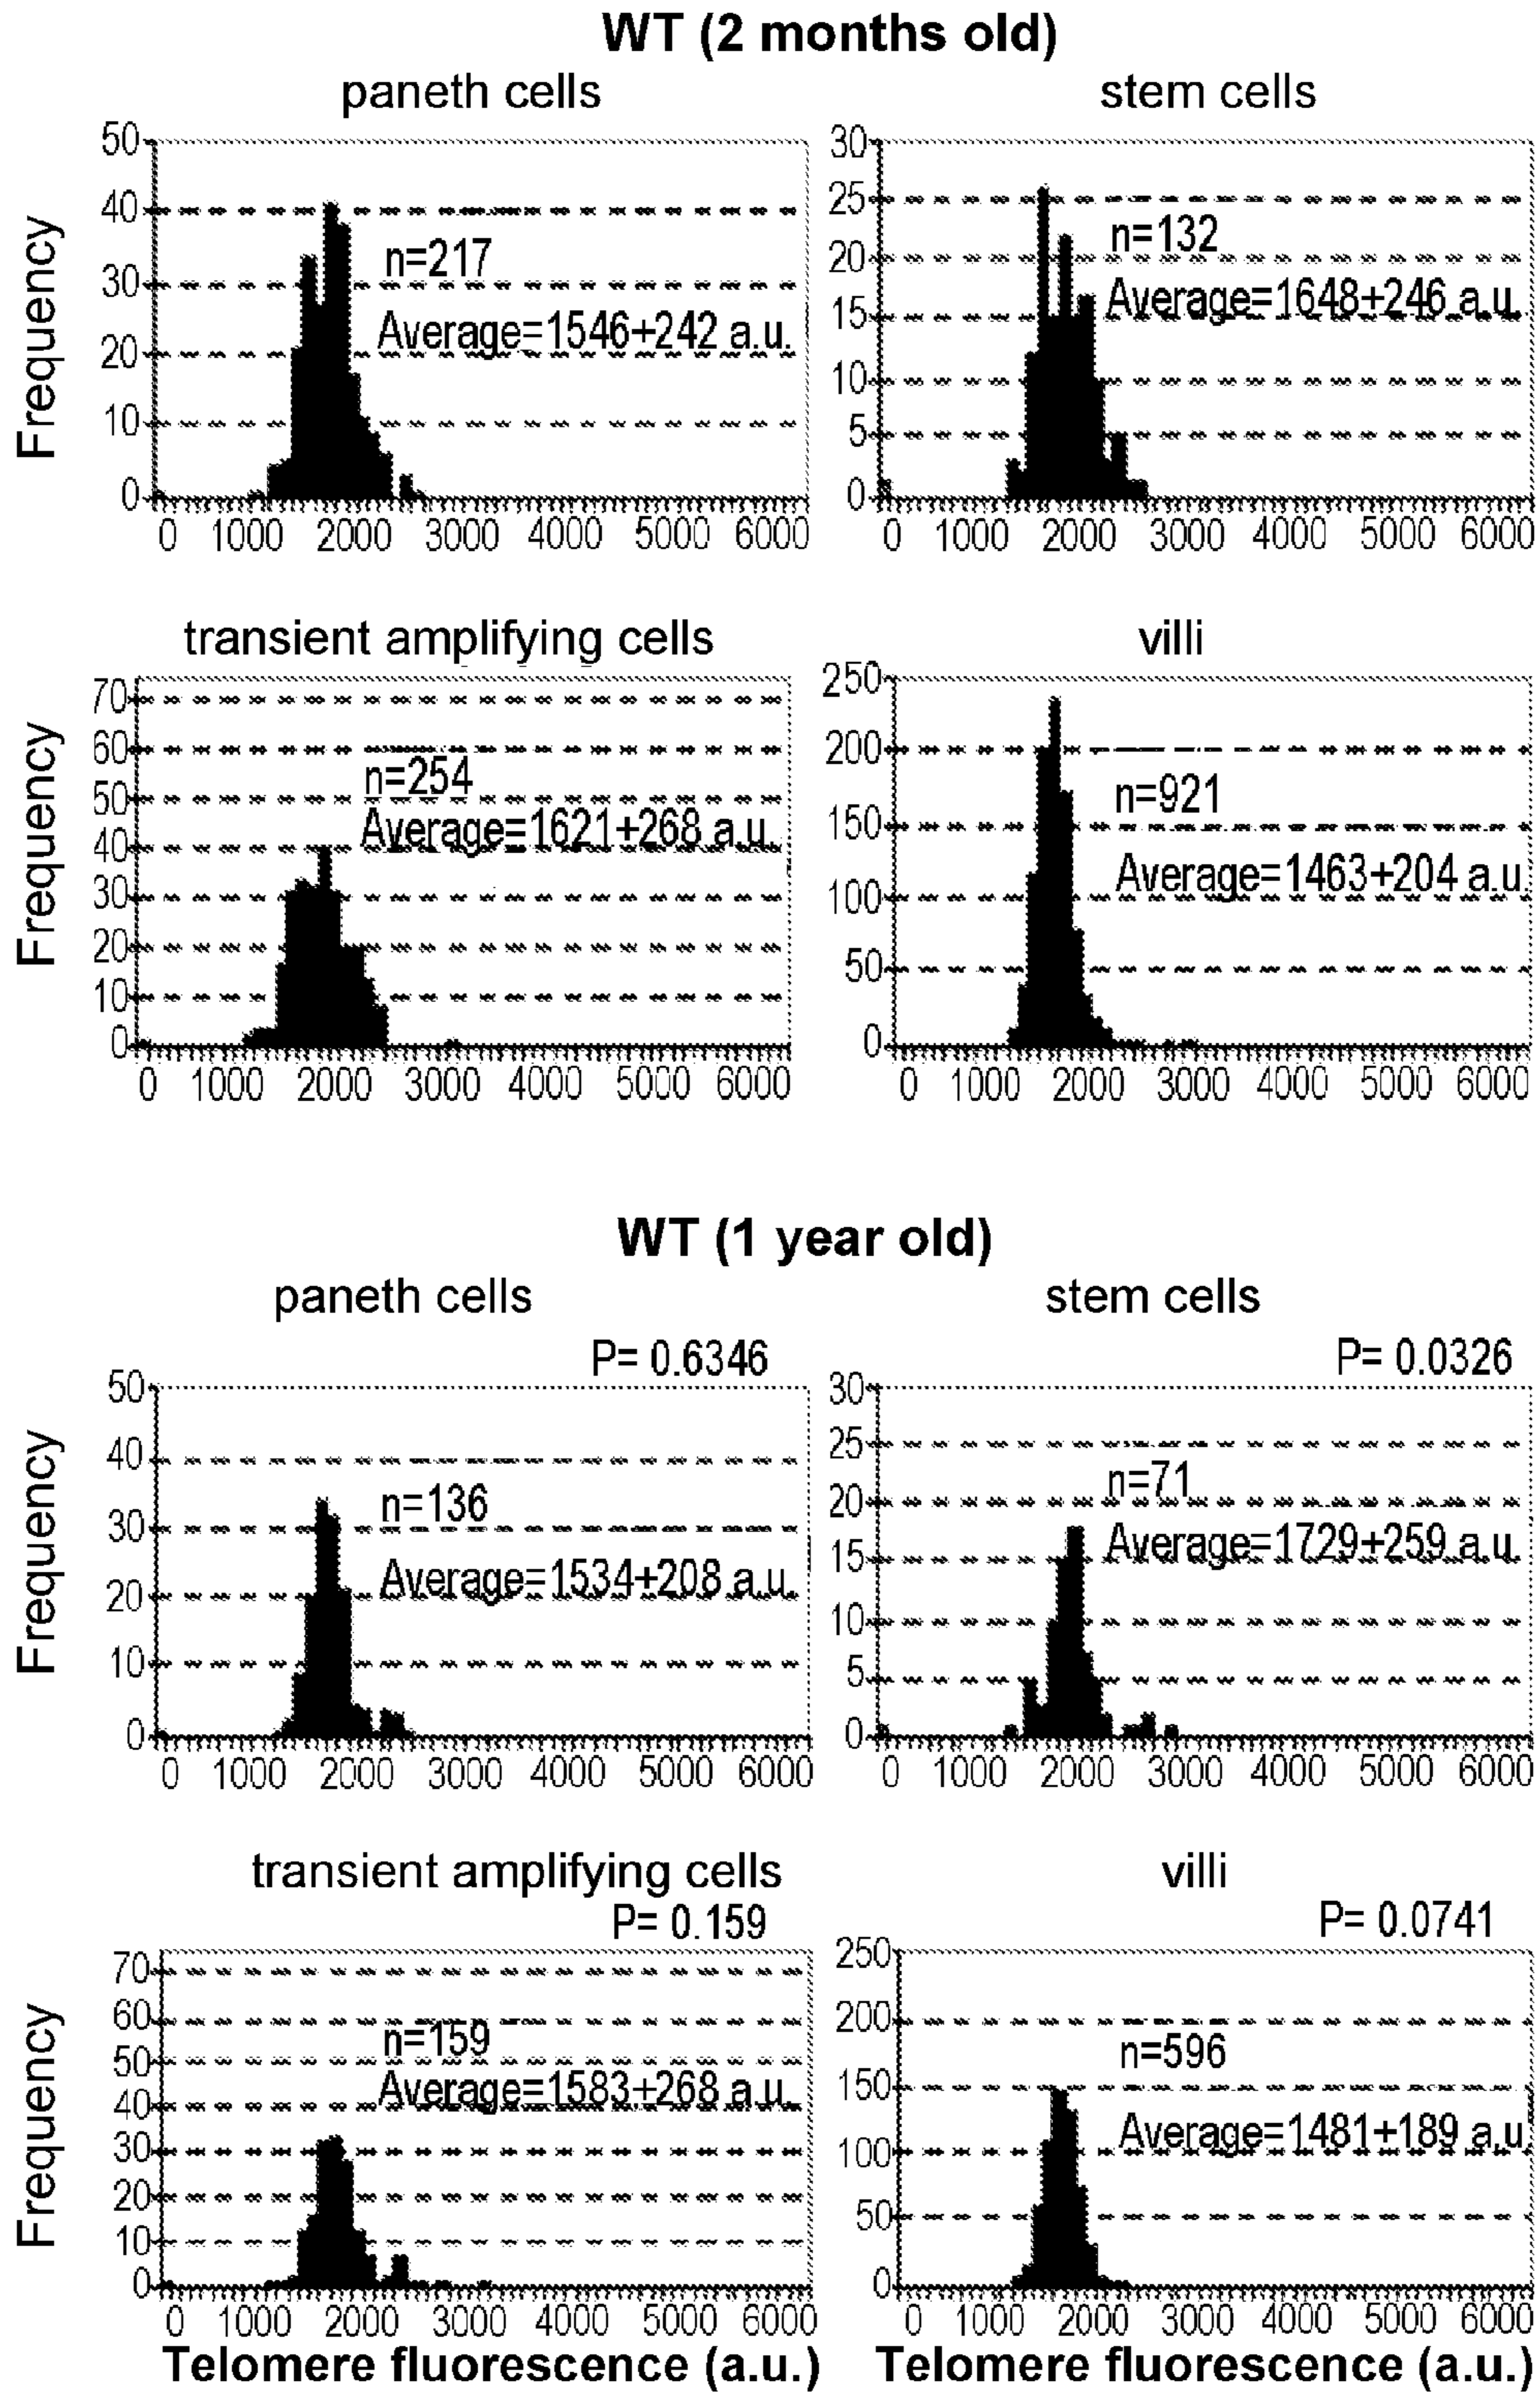 WT (2 months old)
paneth cells
stem cells
Frequency
50
40
30
20
10
0
n=217
Average=1546+242 a.u.
0 1000 2000 3000 4000 5000 6000
30
25
20
15
10
5
0
n=132
Average=1648+246 a.u.
0 1000 2000 3000 4000 5000 6000
transient amplifying cells
villi
Frequency
70
60
50
40
30
20
10
0
n=254
Average=1621+268 a.u.
0 1000 2000 3000 4000 5000 6000
250
200
150
100
50
0
n=921
Average=1463+204 a.u.
0 1000 2000 3000 4000 5000 6000
WT (1 year old)
paneth cells
stem cells
P= 0.6346
P= 0.0326
Frequency
50
40
30
20
10
0
n=136
Average=1534+208 a.u.
0 1000 2000 3000 4000 5000 6000
30
25
20
15
10
5
0
n=71
Average=1729+259 a.u.
0 1000 2000 3000 4000 5000 6000
transient amplifying cells
villi
P= 0.159
P= 0.0741
Frequency
70
60
50
40
30
20
10
0
n=159
Average=1583+268 a.u.
0 1000 2000 3000 4000 5000 6000
250
200
150
100
50
0
n=596
Average=1481+189 a.u
0 1000 2000 3000 4000 5000 6000
Telomere fluorescence (a.u.)
Telomere fluorescence (a.u.)